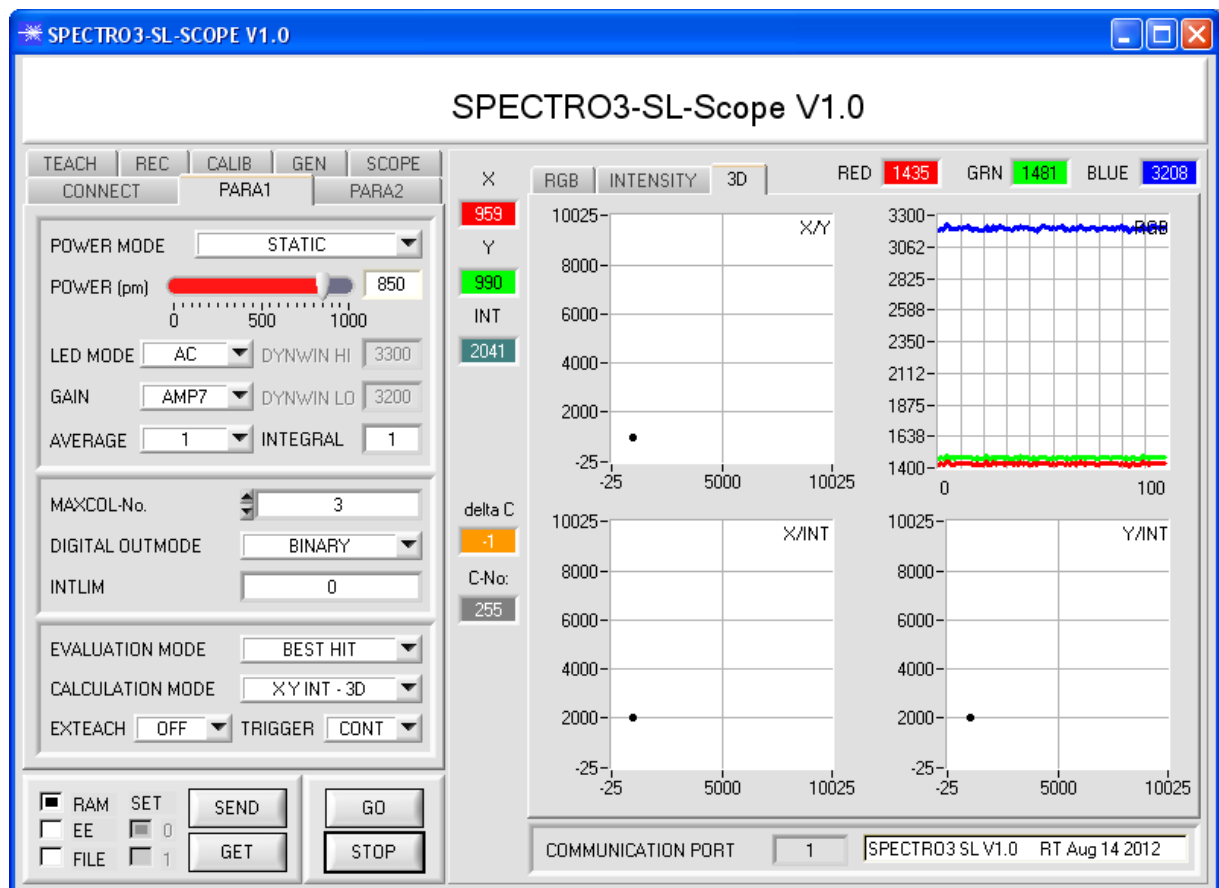 SPECTRO3-SL-SCOPE V1.0
SPECTRO3-SL-Scope V1.0
TEACH REC CALIB GEN SCOPE
CONNECT PARA1 PARA2
POWER MODE STATIC
POWER (pm) 850
0 500 1000
LED MODE AC DYNWIN HI 3300
GAIN AMP7 DYNWIN LO 3200
AVERAGE 1 INTEGRAL 1
MAXCOL-No. 3
DIGITAL OUTMODE BINARY
INTLIM 0
EVALUATION MODE BEST HIT
CALCULATION MODE X Y INT - 3D
EXTEACH OFF TRIGGER CONT
RAM SET SEND GO
EE 0
FILE 1 GET STOP
X
959
Y
990
INT
2041
delta C
-1
C-No:
255
RGB INTENSITY 3D RED 1435 GRN 1481 BLUE 3208
X/Y
10025
8000
6000
4000
2000
-25
-25 5000 10025
RGB
3300
3062
2825
2588
2350
2112
1875
1638
1400
0 100
X/INT
10025
8000
6000
4000
2000
-25
-25 5000 10025
Y/INT
10025
8000
6000
4000
2000
-25
-25 5000 10025
COMMUNICATION PORT 1 SPECTRO3 SL V1.0 RT Aug 14 2012